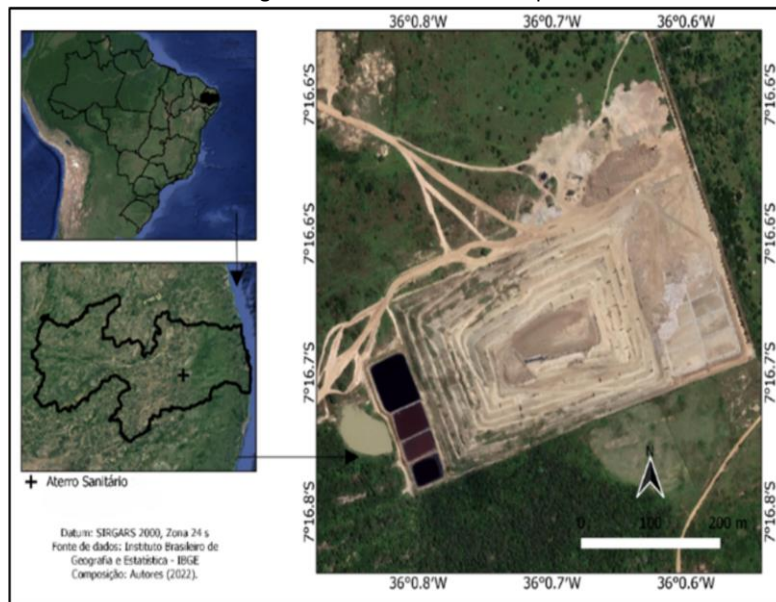 36°0.8'W 36°0.7'W 36°0.6'W
7°16.6'S
7°16.6'S
7°16.6'S
7°16.6'S
7°16.7'S
7°16.7'S
7°16.8'S
7°16.8'S
N
0 100 200 m
36°0.8'W 36°0.7'W 36°0.6'W
+ Aterro Sanitário
Datum: SIRGARS 2000, Zona 24 s
Fonte de dados: Instituto Brasileiro de
Geografia e Estatística - IBGE
Composição: Autores (2022).